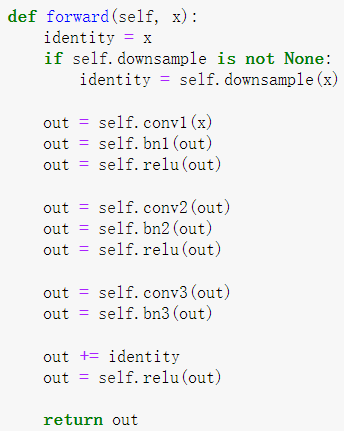 def forward(self, x):
    identity = x
    if self.downsample is not None:
        identity = self.downsample(x)

    out = self.conv1(x)
    out = self.bn1(out)
    out = self.relu(out)

    out = self.conv2(out)
    out = self.bn2(out)
    out = self.relu(out)

    out = self.conv3(out)
    out = self.bn3(out)

    out += identity
    out = self.relu(out)

    return out